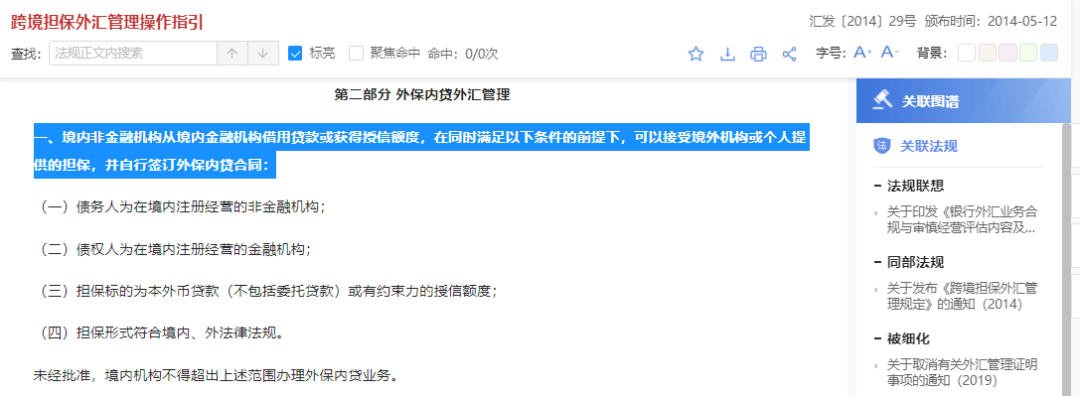 跨境担保外汇管理操作指引
汇发〔2014〕29号 颁布时间：2014-05-12
查找： 法规正文内搜索 标亮 聚焦命中 命中：0/0次
字号： A+ A- 背景：
第二部分 外保内贷外汇管理
一、境内非金融机构从境内金融机构借用贷款或获得授信额度，在同时满足以下条件的前提下，可以接受境外机构或个人提
供的担保，并自行签订外保内贷合同：
（一）债务人为在境内注册经营的非金融机构；
（二）债权人为在境内注册经营的金融机构；
（三）担保标的为本外币贷款（不包括委托贷款）或有约束力的授信额度；
（四）担保形式符合境内、外法律法规。
未经批准，境内机构不得超出上述范围办理外保内贷业务。
关联图谱
法 关联法规
－ 法规联想
关于印发《银行外汇业务合
规与审慎经营评估内容及...
－ 同部法规
关于发布《跨境担保外汇管
理规定》的通知（2014）
－ 被细化
关于取消有关外汇管理证明
事项的通知（2019）